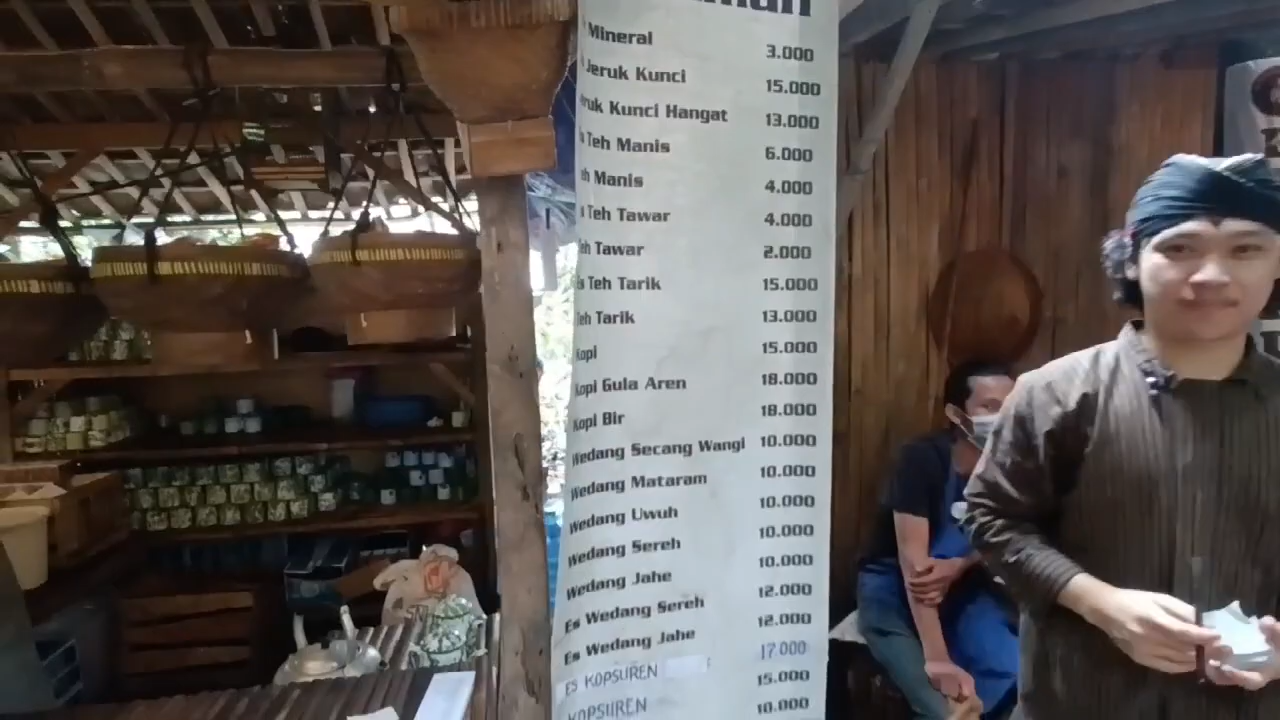 Mineral 3.000
Jeruk Kunci 15.000
Kunci Hangat 13.000
Teh Manis 6.000
Manis 4.000
Teh Tawar 4.000
Teh Tawar 2.000
Teh Tarik 15.000
Teh Tarik 13.000
Kopi 15.000
Kopi Gula Aren 18.000
Kopi Bir 18.000
Wedang Secang Wangi 10.000
Wedang Mataram 10.000
Wedang Uwuh 10.000
Wedang Sereh 10.000
Wedang Jahe 10.000
Es Wedang Sereh 12.000
Es Wedang Jahe 12.000
ES KOPSUREN 17.000
KOPSUREN 15.000
10.000